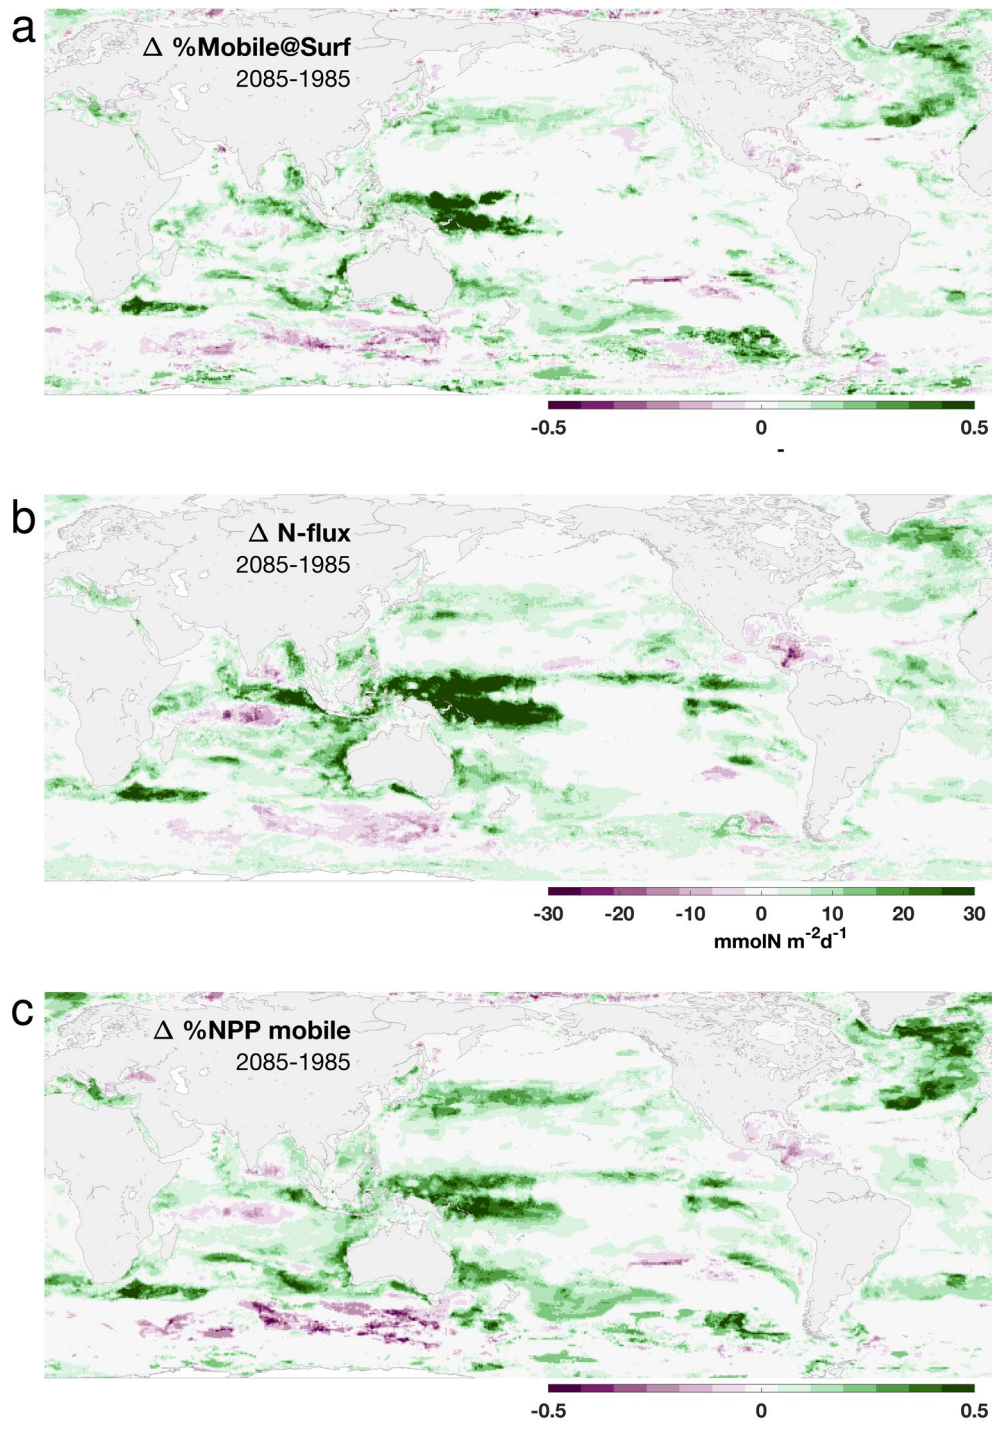 a
Δ %Mobile@Surf
2085-1985
-0.5 0 0.5
-
b
Δ N-flux
2085-1985
-30 -20 -10 0 10 20 30
mmolN m⁻²d⁻¹
c
Δ %NPP mobile
2085-1985
-0.5 0 0.5